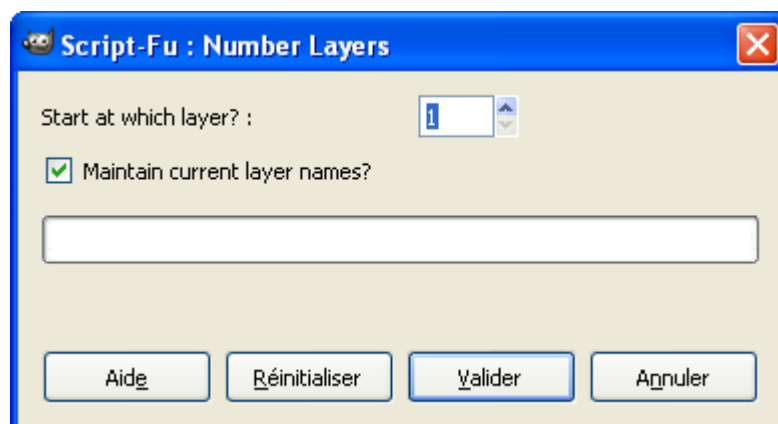 Script-Fu : Number Layers
Start at which layer? : 1
Maintain current layer names?
Aide Réinitialiser Valider Annuler